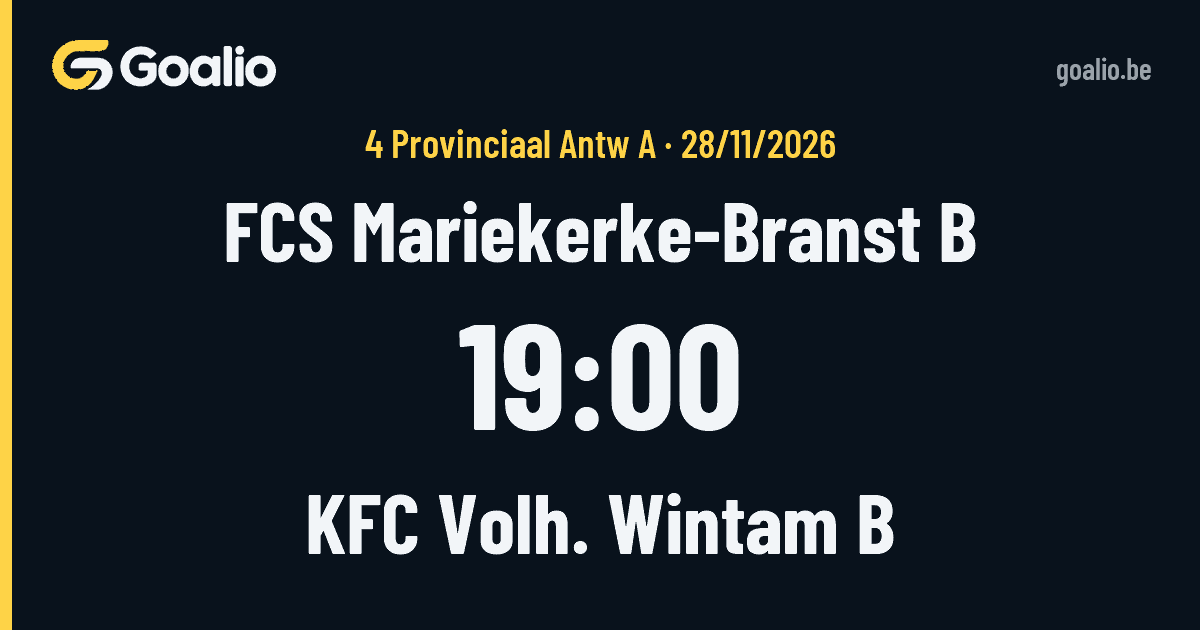 Goalio
goalio.be
4 Provinciaal Antw A · 28/11/2026
FCS Mariekerke-Branst B
19:00
KFC Volh. Wintam B